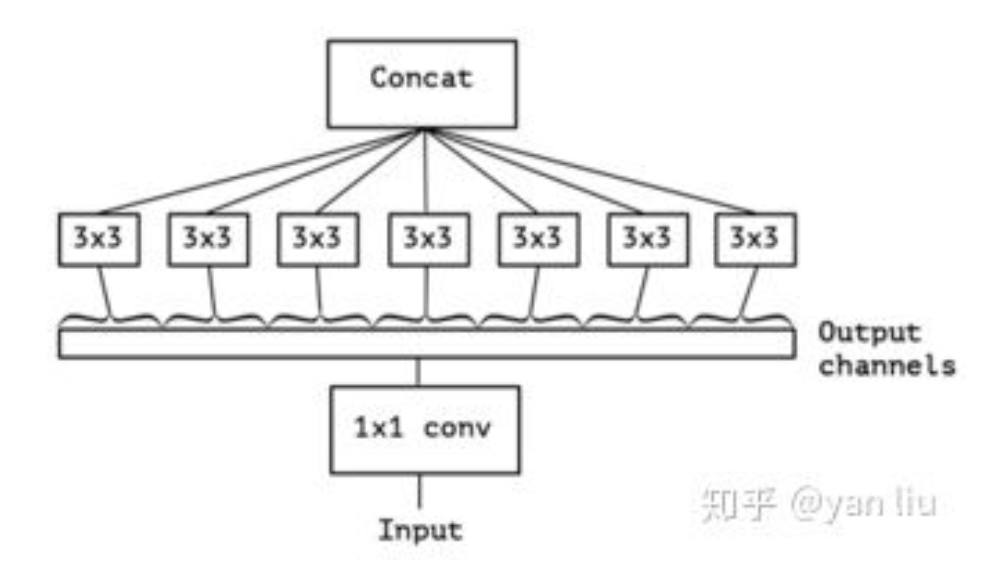 Concat
3x3 3x3 3x3 3x3 3x3 3x3 3x3
Output
channels
1x1 conv
Input
知乎 @yan liu